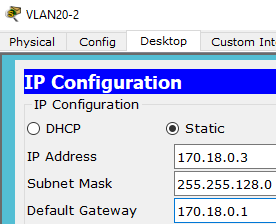 VLAN20-2
Physical Config Desktop Custom Int
IP Configuration
IP Configuration
DHCP Static
IP Address 170.18.0.3
Subnet Mask 255.255.128.0
Default Gateway 170.18.0.1